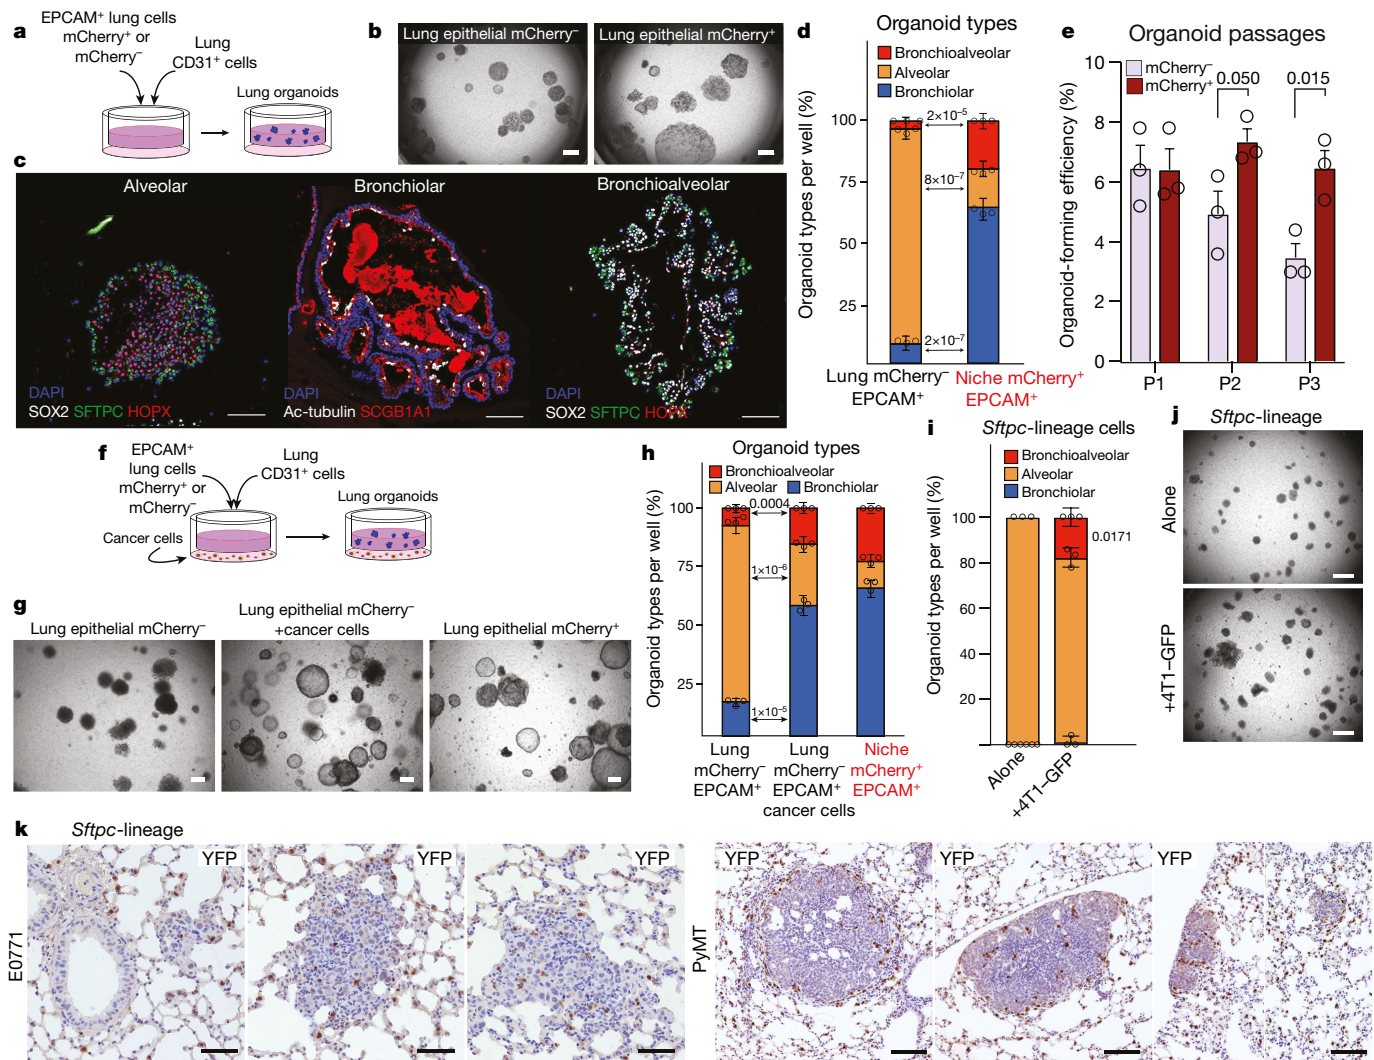 a
EPCAM⁺ lung cells
mCherry⁺ or
mCherry⁻
Lung
CD31⁺ cells
Lung organoids
b
Lung epithelial mCherry⁻
Lung epithelial mCherry⁺
c
Alveolar
DAPI
SOX2 SFTPC HOPX
Bronchiolar
DAPI
Ac-tubulin SCGB1A1
Bronchioalveolar
DAPI
SOX2 SFTPC HOPX
d
Organoid types
Bronchioalveolar
Alveolar
Bronchiolar
Organoid types per well (%)
100
75
50
25
2×10⁻⁵
8×10⁻⁷
2×10⁻⁷
Lung mCherry⁻
EPCAM⁺
Niche mCherry⁺
EPCAM⁺
e
Organoid passages
mCherry⁻
mCherry⁺
0.050
0.015
Organoid-forming efficiency (%)
10
8
6
4
2
0
P1
P2
P3
f
EPCAM⁺
lung cells
mCherry⁺ or
mCherry⁻
Lung
CD31⁺ cells
Cancer cells
Lung organoids
g
Lung epithelial mCherry⁻
Lung epithelial mCherry⁻
+cancer cells
Lung epithelial mCherry⁺
h
Organoid types
Bronchioalveolar
Alveolar
Bronchiolar
Organoid types per well (%)
100
75
50
25
0.0004
1×10⁻⁶
1×10⁻⁵
Lung
mCherry⁻
EPCAM⁺
Lung
mCherry⁻
EPCAM⁺
cancer cells
Niche
mCherry⁺
EPCAM⁺
i
Sftpc-lineage cells
Bronchioalveolar
Alveolar
Bronchiolar
Organoid types per well (%)
100
80
60
40
20
0.0171
Alone
+4T1–GFP
j
Sftpc-lineage
Alone
+4T1–GFP
k
Sftpc-lineage
E0771
YFP
YFP
YFP
PyMT
YFP
YFP
YFP